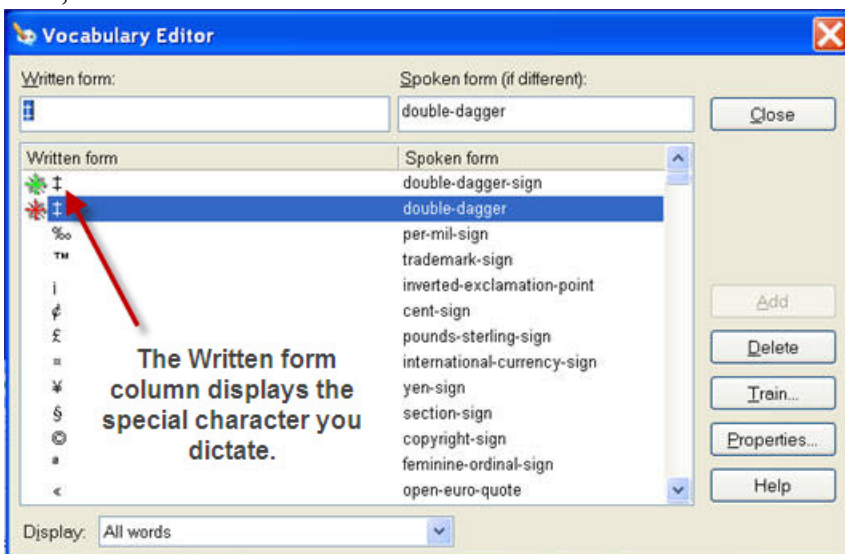 Vocabulary Editor
Written form: Spoken form (if different):
‡ double-dagger Close
Written form Spoken form
‡ double-dagger-sign
‡ double-dagger
‰ per-mil-sign
™ trademark-sign
¡ inverted-exclamation-point
¢ cent-sign Add
£ pounds-sterling-sign
¤ international-currency-sign Delete
¥ yen-sign
§ section-sign Train...
© copyright-sign
ª feminine-ordinal-sign Properties...
« open-euro-quote Help
The Written form
column displays the
special character you
dictate.
Display: All words